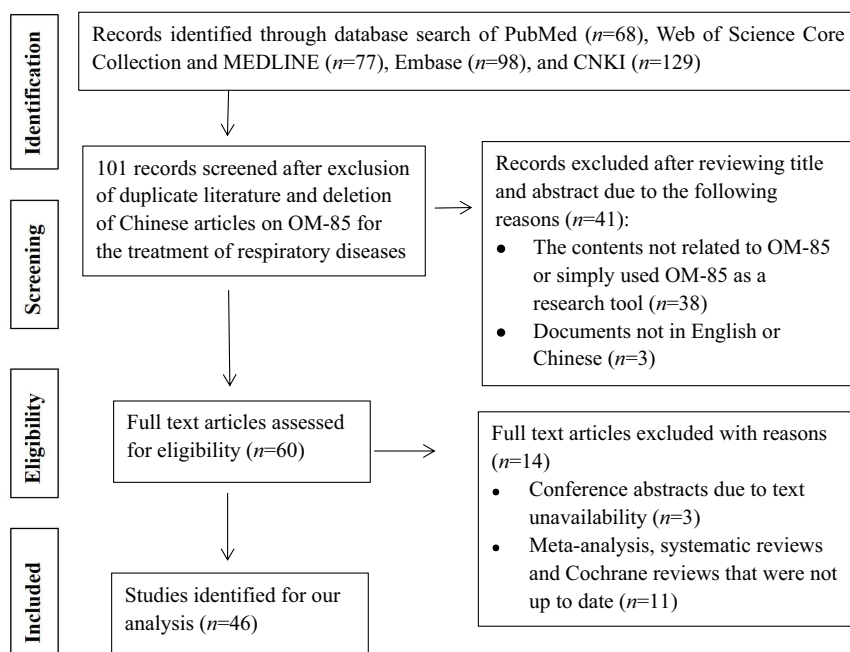 Identification
Records identified through database search of PubMed (n=68), Web of Science Core
Collection and MEDLINE (n=77), Embase (n=98), and CNKI (n=129)
Screening
101 records screened after exclusion
of duplicate literature and deletion
of Chinese articles on OM-85 for
the treatment of respiratory diseases
Records excluded after reviewing title
and abstract due to the following
reasons (n=41):
● The contents not related to OM-85
or simply used OM-85 as a
research tool (n=38)
● Documents not in English or
Chinese (n=3)
Eligibility
Full text articles assessed
for eligibility (n=60)
Full text articles excluded with reasons
(n=14)
● Conference abstracts due to text
unavailability (n=3)
● Meta-analysis, systematic reviews
and Cochrane reviews that were not
up to date (n=11)
Included
Studies identified for our
analysis (n=46)